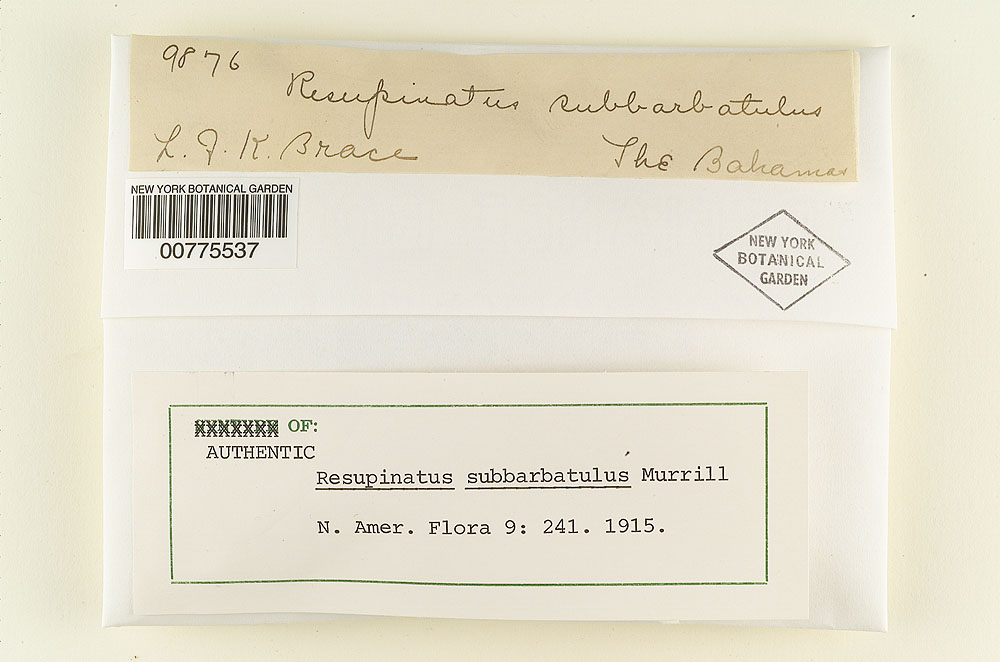 9876
Resupinatus subbarbatulus
L. J. K. Brace The Bahamas
NEW YORK BOTANICAL GARDEN
00775537
NEW YORK
BOTANICAL
GARDEN
OF:
AUTHENTIC
Resupinatus subbarbatulus Murrill
N. Amer. Flora 9: 241. 1915.